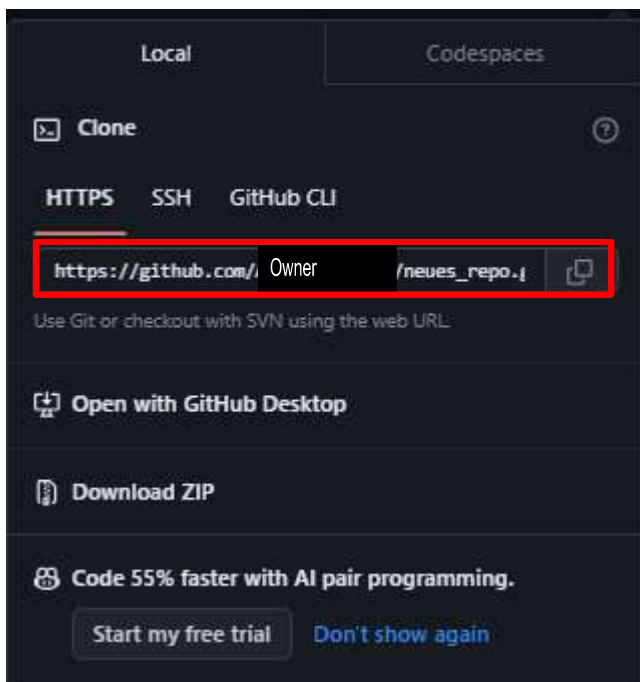 Local Codespaces
Clone
HTTPS SSH GitHub CLI
https://github.com/ Owner /neues_repo.g
Use Git or checkout with SVN using the web URL.
Open with GitHub Desktop
Download ZIP
Code 55% faster with AI pair programming.
Start my free trial Don't show again